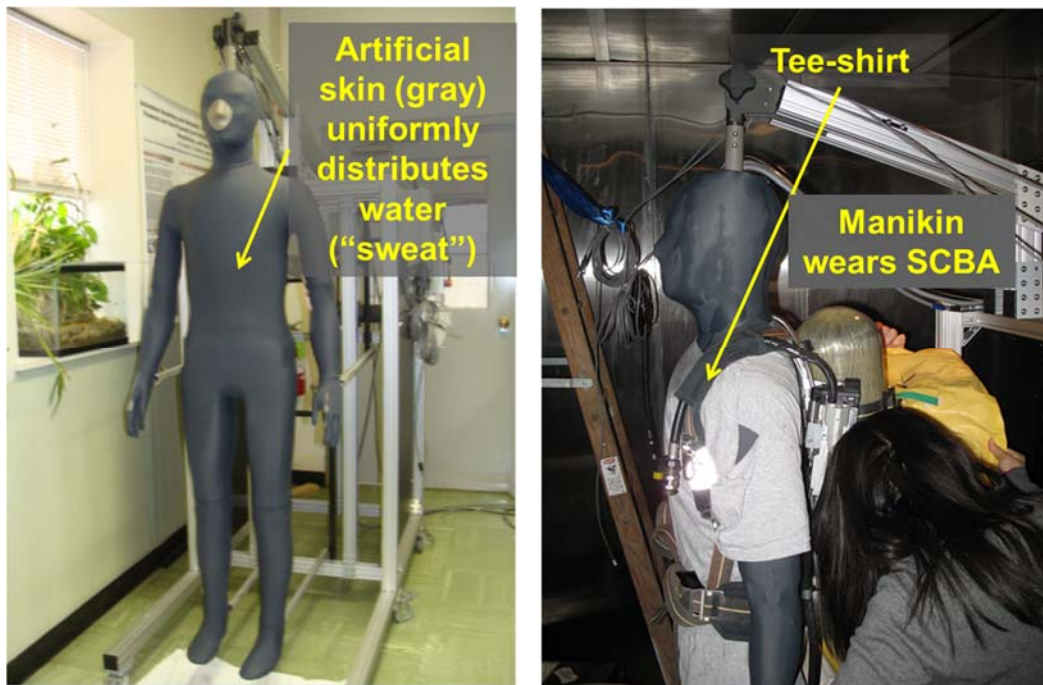 Artificial
skin (gray)
uniformly
distributes
water
(“sweat”)
Tee-shirt
Manikin
wears SCBA